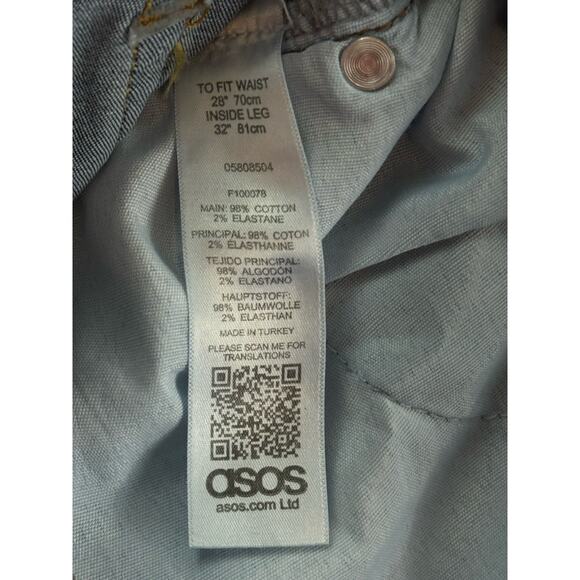 TO FIT WAIST
28" 70cm
INSIDE LEG
32" 81cm
05808504
F100078
MAIN: 98% COTTON
2% ELASTANE
PRINCIPAL: 98% COTON
2% ELASTHANNE
TEJIDO PRINCIPAL:
98% ALGODÓN
2% ELASTANO
HAUPTSTOFF:
98% BAUMWOLLE
2% ELASTHAN
MADE IN TURKEY
PLEASE SCAN ME FOR
TRANSLATIONS
asos
asos.com Ltd